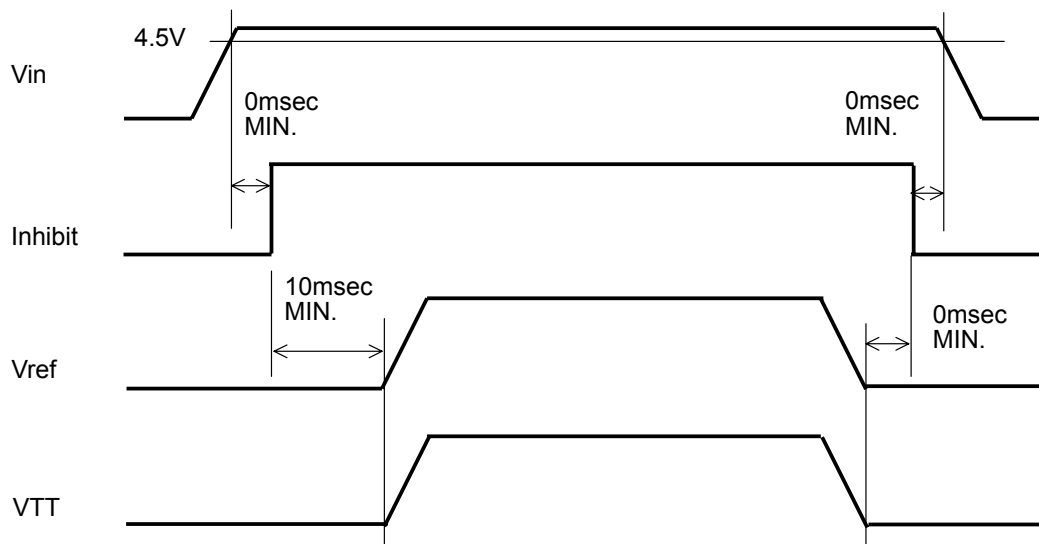 4.5V
Vin
0msec
MIN.
0msec
MIN.
Inhibit
10msec
MIN.
0msec
MIN.
Vref
VTT